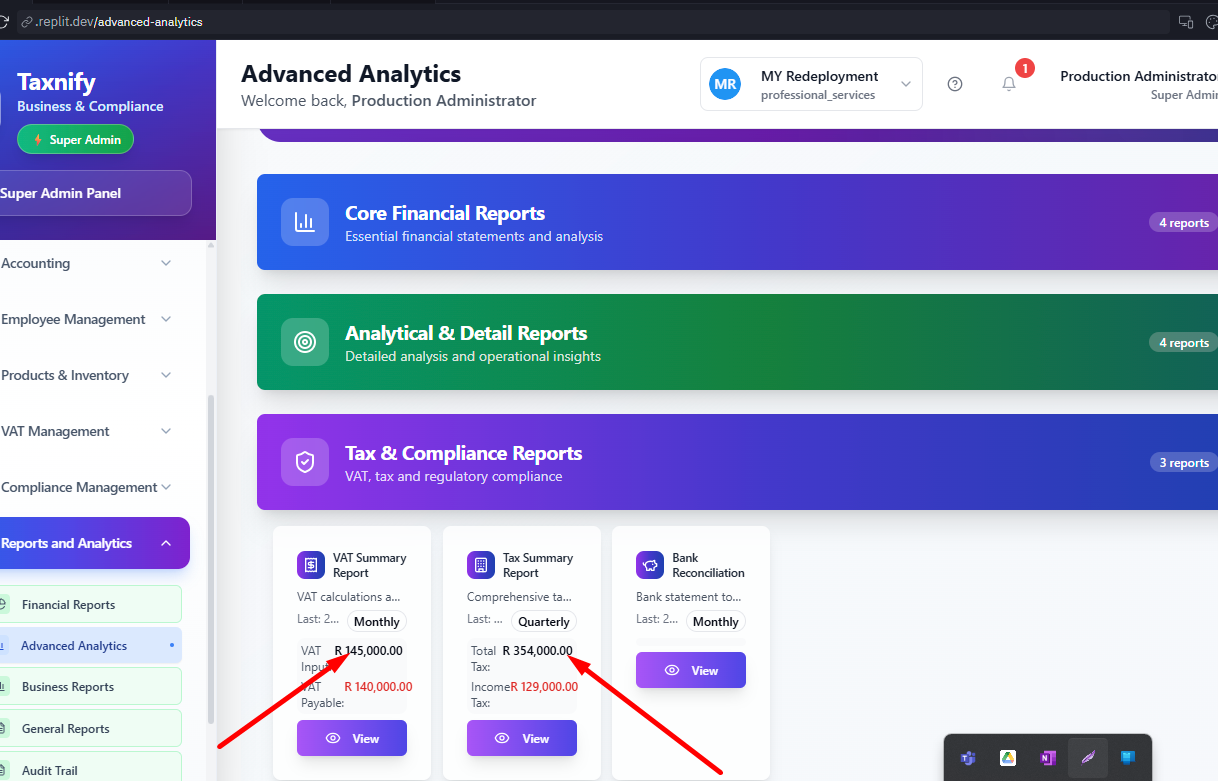 .replit.dev/advanced-analytics
Taxnify
Business & Compliance
Super Admin
Super Admin Panel
Accounting
Employee Management
Products & Inventory
VAT Management
Compliance Management
Reports and Analytics
Financial Reports
Advanced Analytics
Business Reports
General Reports
Audit Trail
Advanced Analytics
Welcome back, Production Administrator
MR
MY Redeployment
professional_services
1
Production Administrato
Super Admin
Core Financial Reports
Essential financial statements and analysis
4 reports
Analytical & Detail Reports
Detailed analysis and operational insights
4 reports
Tax & Compliance Reports
VAT, tax and regulatory compliance
3 reports
VAT Summary
Report
VAT calculations a...
Last: 2... Monthly
VAT R 145,000.00
Input
VAT R 140,000.00
Payable:
View
Tax Summary
Report
Comprehensive ta...
Last: ... Quarterly
Total R 354,000.00
Tax:
Income R 129,000.00
Tax:
View
Bank
Reconciliation
Bank statement to...
Last: 2... Monthly
View